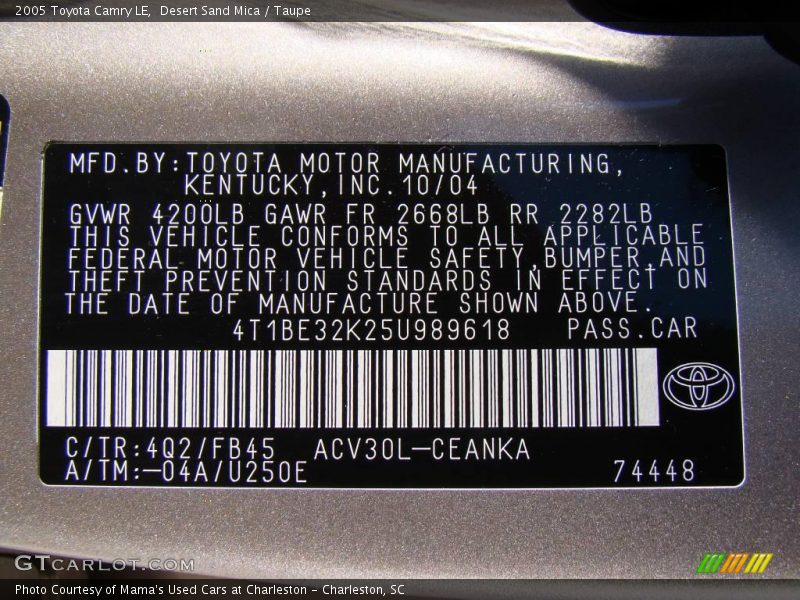 2005 Toyota Camry LE, Desert Sand Mica / Taupe
MFD.BY:TOYOTA MOTOR MANUFACTURING,
KENTUCKY,INC.10/04
GVWR 4200LB GAWR FR 2668LB RR 2282LB
THIS VEHICLE CONFORMS TO ALL APPLICABLE
FEDERAL MOTOR VEHICLE SAFETY,BUMPER,AND
THEFT PREVENTION STANDARDS IN EFFECT ON
THE DATE OF MANUFACTURE SHOWN ABOVE.
4T1BE32K25U989618 PASS.CAR
C/TR:4Q2/FB45 ACV30L-CEANKA
A/TM:-04A/U250E 74448
GTCARLOT.COM
Photo Courtesy of Mama's Used Cars at Charleston - Charleston, SC